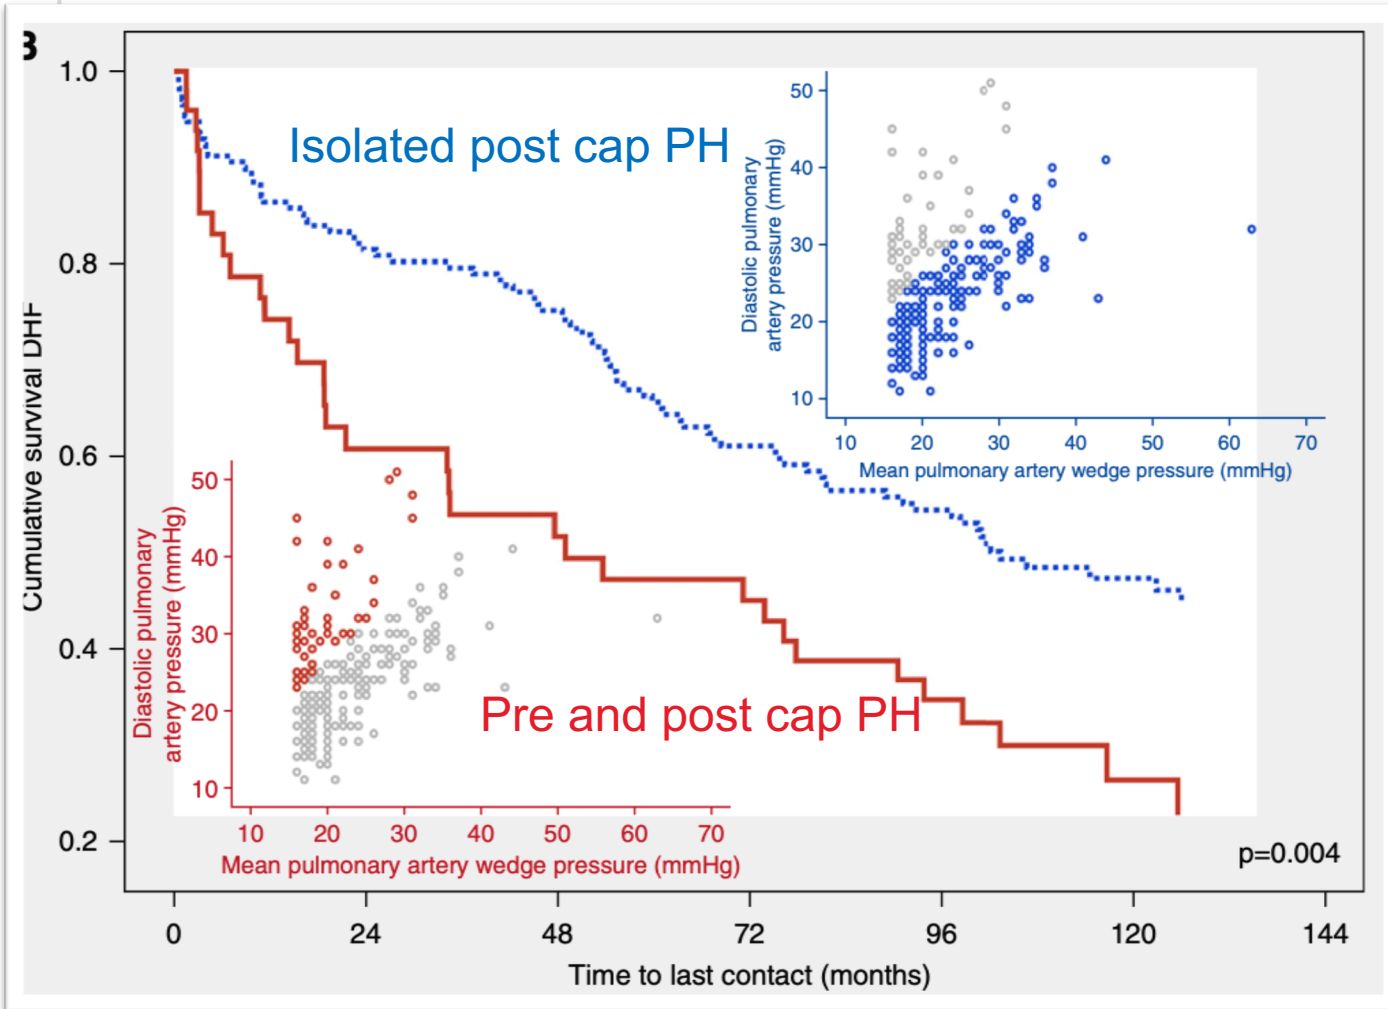 B
Cumulative survival DHF
1.0
0.8
0.6
0.4
0.2
Isolated post cap PH
Diastolic pulmonary
artery pressure (mmHg)
50
40
30
20
10
10 20 30 40 50 60 70
Mean pulmonary artery wedge pressure (mmHg)
Diastolic pulmonary
artery pressure (mmHg)
50
40
30
20
10
Pre and post cap PH
10 20 30 40 50 60 70
Mean pulmonary artery wedge pressure (mmHg)
p=0.004
0 24 48 72 96 120 144
Time to last contact (months)